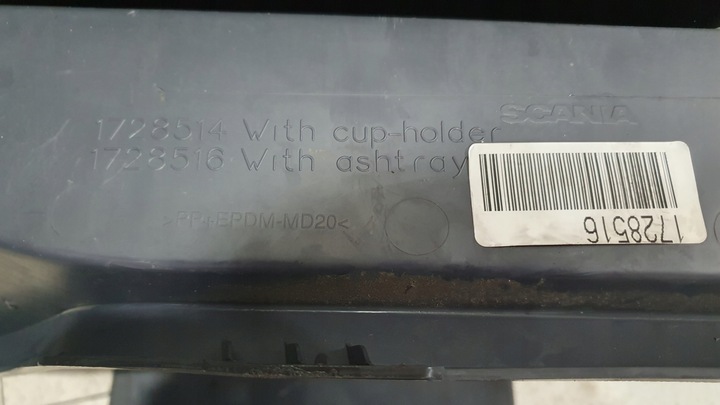 SCANIA
1728514 With cup-holder
1728516 With ashtray
>PP+EPDM-MD20<
1728516